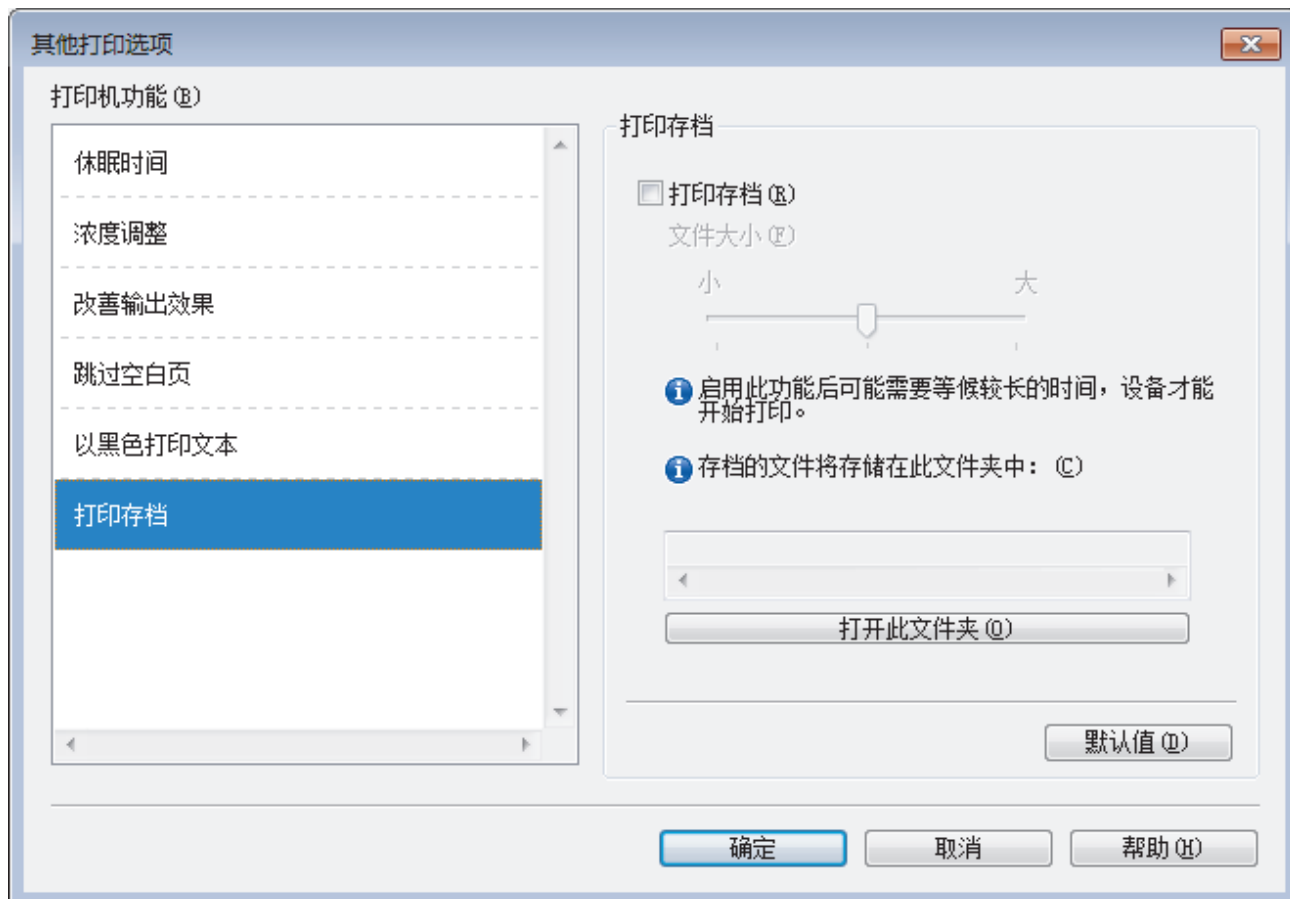 其他打印选项
打印机功能(B)
休眠时间
浓度调整
改善输出效果
跳过空白页
以黑色打印文本
打印存档
打印存档
打印存档(R)
文件大小(F)
小 大
启用此功能后可能需要等候较长的时间，设备才能
开始打印。
存档的文件将存储在此文件夹中：(C)
打开此文件夹(O)
默认值(D)
确定 取消 帮助(H)